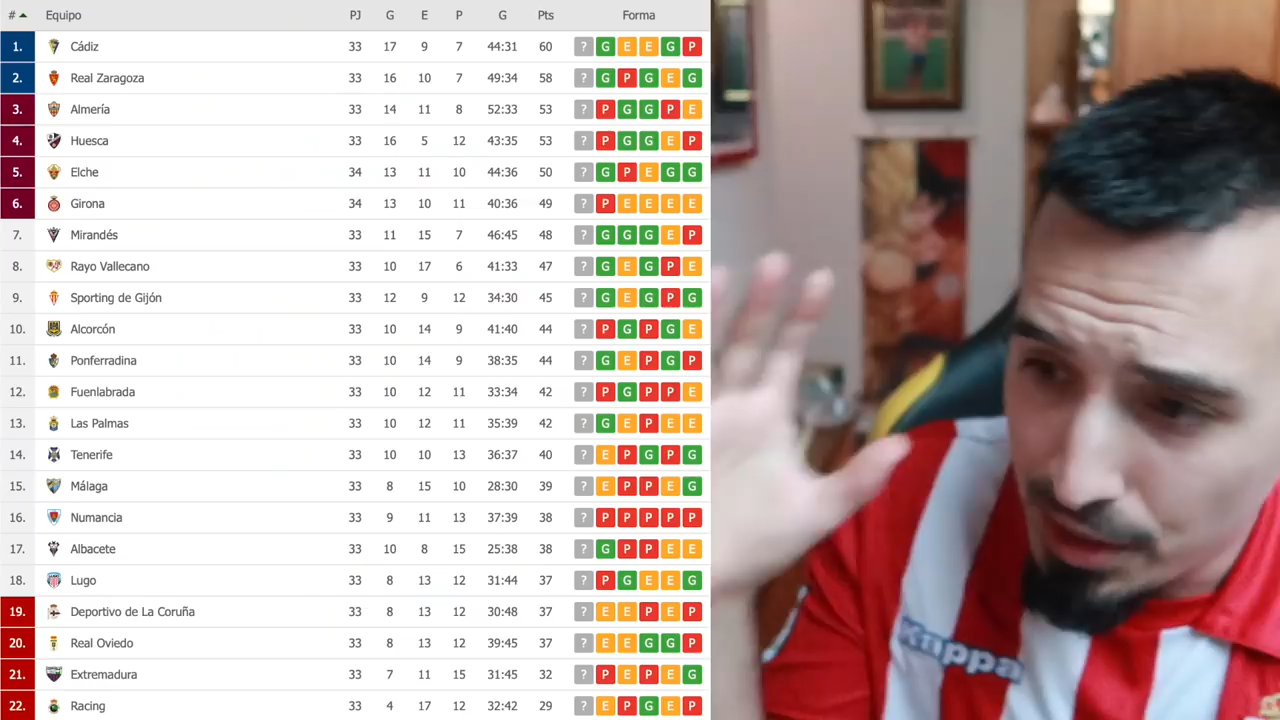 # Equipo PJ G E P G Pts Forma
1. Cádiz 33 17 9 7 44:31 60 ? G E E G P
2. Real Zaragoza 33 16 10 7 49:34 58 ? G P G E G
3. Almería 33 14 11 8 52:33 53 ? P G G P E
4. Huesca 33 16 5 12 43:35 53 ? P G G E P
5. Elche 34 13 11 10 44:36 50 ? G P E G G
6. Girona 34 13 10 11 40:36 49 ? P E E E E
7. Mirandés 33 11 15 7 46:45 48 ? G G G E P
8. Rayo Vallecano 33 10 17 6 41:33 47 ? G E G P E
9. Sporting de Gijón 33 12 9 12 34:30 45 ? G E G P G
10. Alcorcón 33 10 14 9 41:40 44 ? P G P G E
11. Ponferradina 33 10 14 9 38:35 44 ? G E P G P
12. Fuenlabrada 33 11 11 33:34 42 ? P G P P E
13. Las Palmas 33 10 12 11 35:39 42 ? G E P E E
14. Tenerife 33 10 10 13 36:37 40 ? E P G P G
15. Málaga 33 8 15 10 28:30 39 ? E P P E G
16. Numancia 33 13 37:39 38 ? P P P P P
17. Albacete 33 10 8 15 25:38 38 ? G P P E E
18. Lugo 33 8 13 12 31:44 37 ? P G E E G
19. Deportivo de La Coruña 33 8 13 12 30:48 37 ? E E P E P
20. Real Oviedo 33 12 39:45 37 ? E E G G P
21. Extremadura 33 7 11 15 31:45 32 ? P E P E G
22. Racing 33 4 17 12 32:42 29 ? E P G E P
Kappa